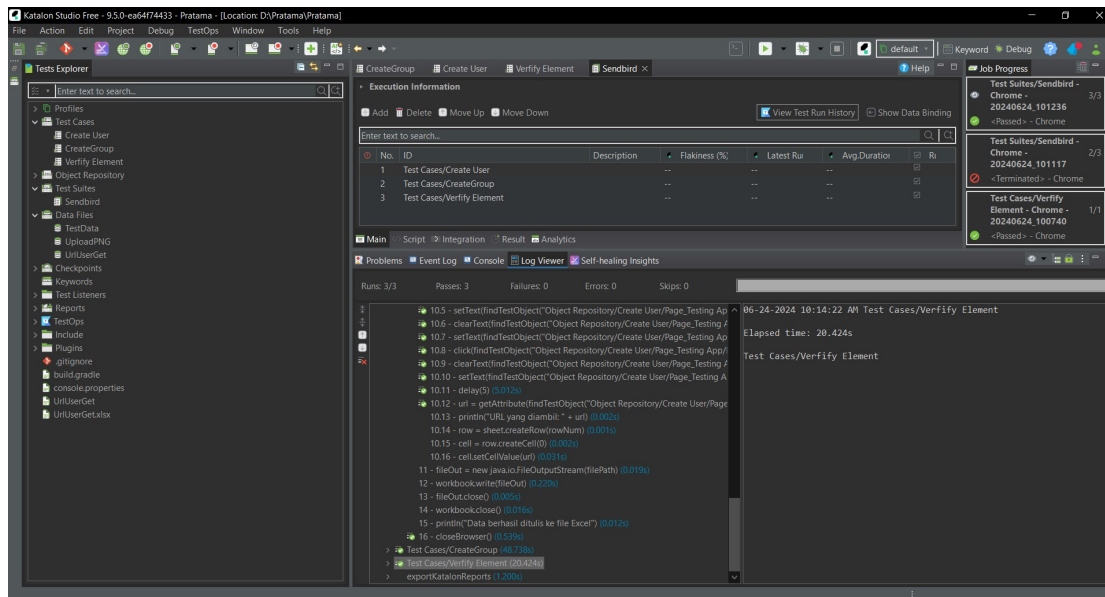 Katalon Studio Free - 9.5.0-ea64f74433 - Pratama - [Location: D:\Pratama\Pratama]
File Action Edit Project Debug TestOps Window Tools Help
default Keyword Debug
Tests Explorer
Enter text to search...
Profiles
Test Cases
Create User
CreateGroup
Verfify Element
Object Repository
Test Suites
Sendbird
Data Files
TestData
UploadPNG
UrlUserGet
Checkpoints
Keywords
Test Listeners
Reports
TestOps
Include
Plugins
.gitignore
build.gradle
console.properties
UrlUserGet
UrlUserGet.xlsx
CreateGroup Create User Verfify Element Sendbird Help
Execution Information
Add Delete Move Up Move Down View Test Run History Show Data Binding
Enter text to search...
No. ID Description Flakiness (%) Latest Rui Avg.Duration Ri
1 Test Cases/Create User -- -- --
2 Test Cases/CreateGroup -- -- --
3 Test Cases/Verfify Element -- -- --
Main Script Integration Result Analytics
Job Progress
Test Suites/Sendbird -
Chrome - 3/3
20240624_101236
<Passed> - Chrome
Test Suites/Sendbird -
Chrome - 2/3
20240624_101117
<Terminated> - Chrome
Test Cases/Verfify
Element - Chrome - 1/1
20240624_100740
<Passed> - Chrome
Problems Event Log Console Log Viewer Self-healing Insights
Runs: 3/3 Passes: 3 Failures: 0 Errors: 0 Skips: 0
10.5 - setText(findTestObject("Object Repository/Create User/Page_Testing Ap
10.6 - clearText(findTestObject("Object Repository/Create User/Page_Testing A
10.7 - setText(findTestObject("Object Repository/Create User/Page_Testing Ap
10.8 - click(findTestObject("Object Repository/Create User/Page_Testing App/
10.9 - clearText(findTestObject("Object Repository/Create User/Page_Testing A
10.10 - setText(findTestObject("Object Repository/Create User/Page_Testing A
10.11 - delay(5) (5.012s)
10.12 - url = getAttribute(findTestObject("Object Repository/Create User/Page
10.13 - println("URL yang diambil: " + url) (0.002s)
10.14 - row = sheet.createRow(rowNum) (0.001s)
10.15 - cell = row.createCell(0) (0.002s)
10.16 - cell.setCellValue(url) (0.031s)
11 - fileOut = new java.io.FileOutputStream(filePath) (0.019s)
12 - workbook.write(fileOut) (0.220s)
13 - fileOut.close() (0.005s)
14 - workbook.close() (0.016s)
15 - println("Data berhasil ditulis ke file Excel") (0.012s)
16 - closeBrowser() (0.539s)
Test Cases/CreateGroup (48.738s)
Test Cases/Verfify Element (20.424s)
exportKatalonReports (1.200s)
06-24-2024 10:14:22 AM Test Cases/Verfify Element
Elapsed time: 20.424s
Test Cases/Verfify Element